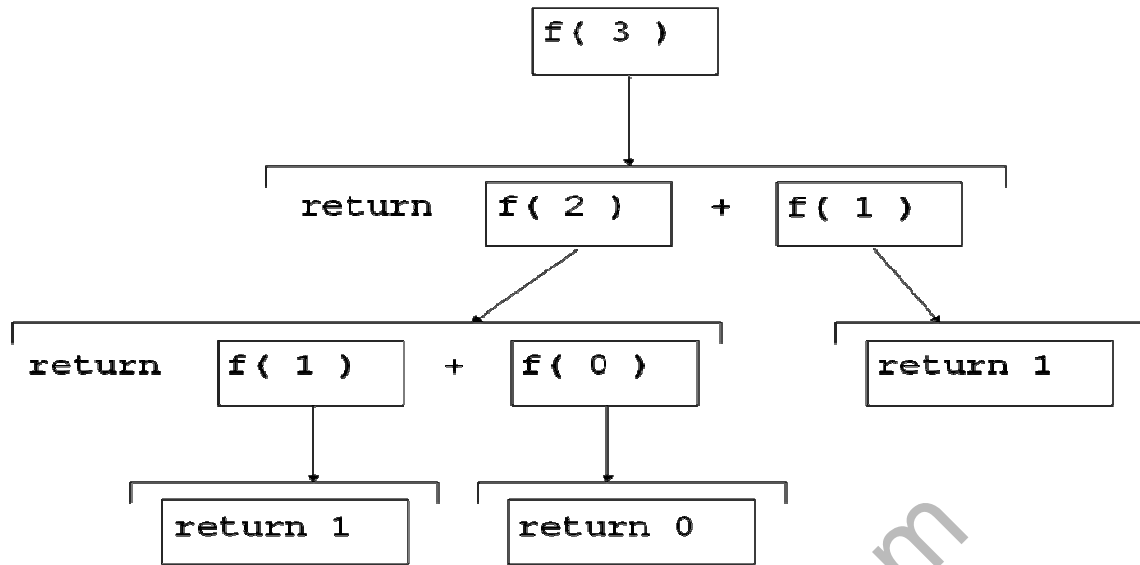 f( 3 )
return f( 2 ) + f( 1 )
return f( 1 ) + f( 0 )
return 1
return 1
return 0
m